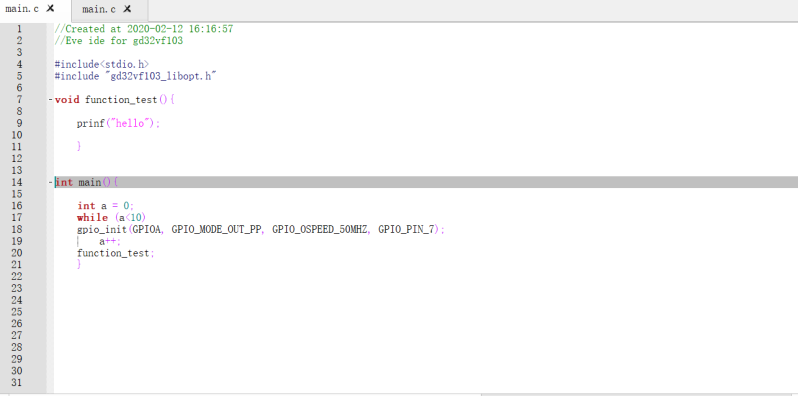 main.c ✗ main.c ✗
1 //Created at 2020-02-12 16:16:57
2 //Eve ide for gd32vf103
3
4 #include<stdio.h>
5 #include "gd32vf103_libopt.h"
6
7 -void function_test(){
8
9 prinf("hello");
10
11 }
12
13
14 -int main(){
15
16 int a = 0;
17 while (a<10)
18 gpio_init(GPIOA, GPIO_MODE_OUT_PP, GPIO_OSPEED_50MHZ, GPIO_PIN_7);
19 a++;
20 function_test;
21 }
22
23
24
25
26
27
28
29
30
31